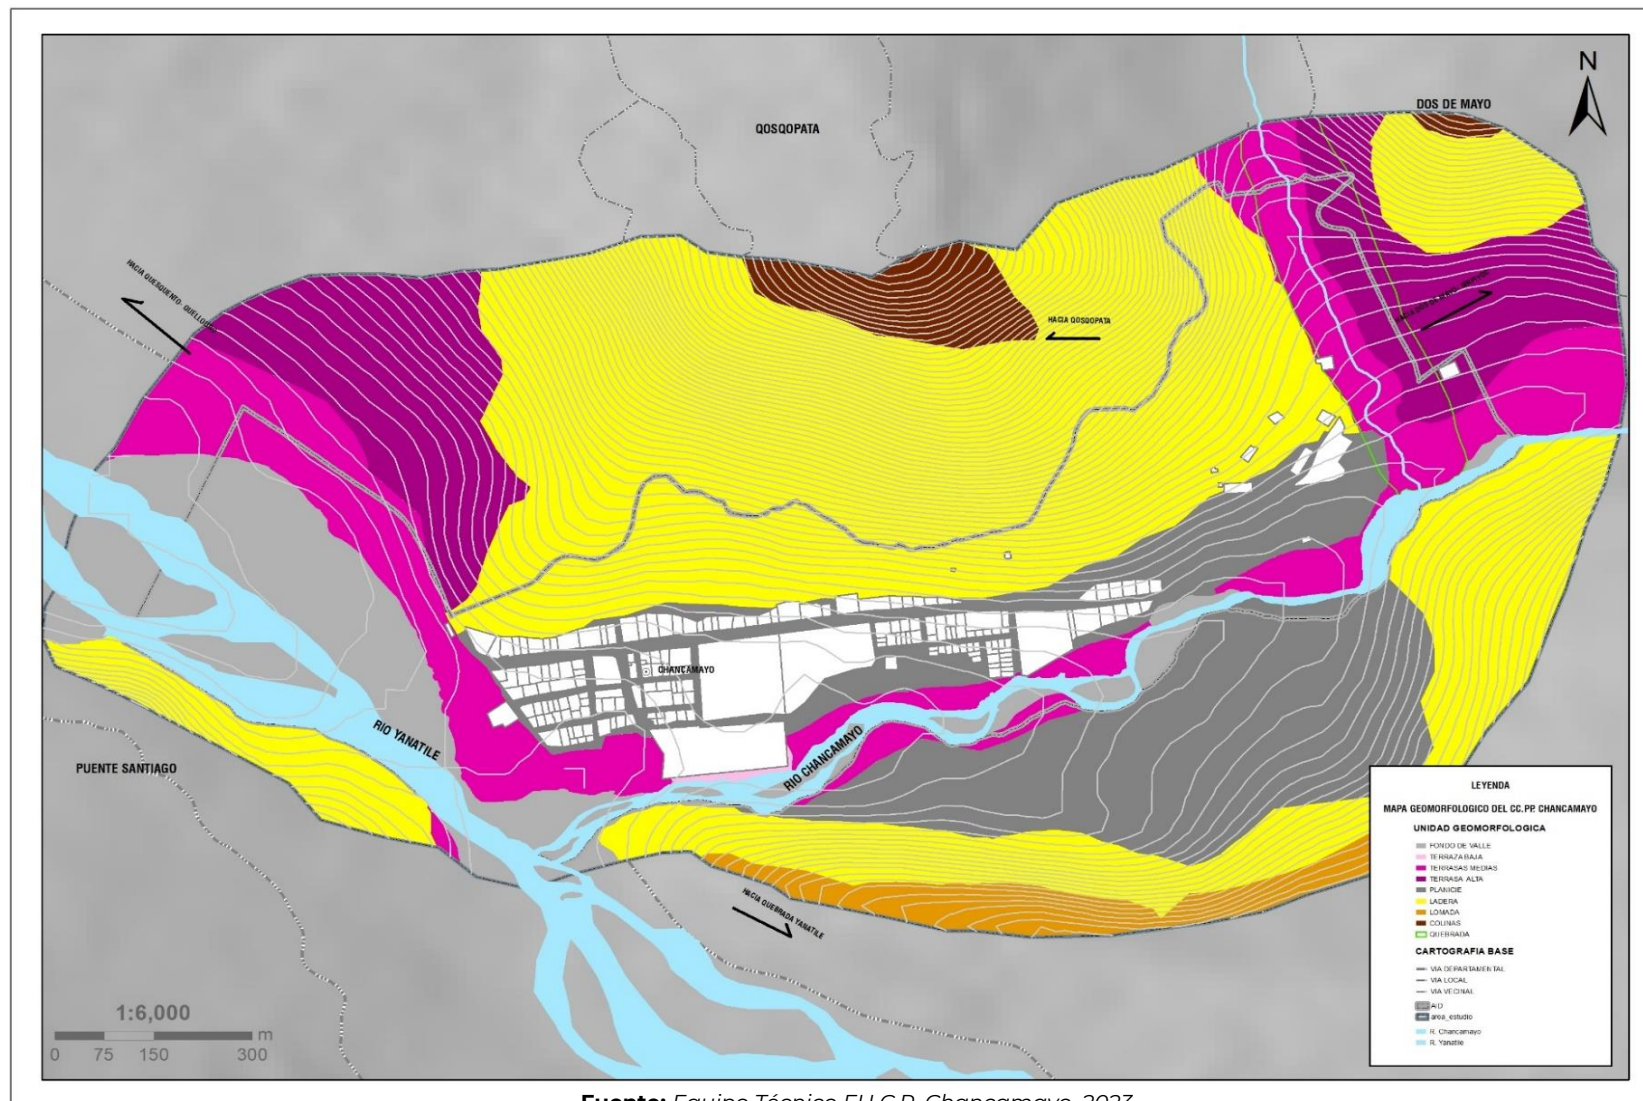 N
DOS DE MAYO
QOSQOPATA
HACIA QUESQUENTO- QUELLO
HACIA QOSQOPATA
CHANCAMAYO
RIO YANATILE
RIO CHANCAMAYO
PUENTE SANTIAGO
HACIA QUEBRADA YANATILE
LEYENDA
MAPA GEOMORFOLOGICO DEL CC.PP. CHANCAMAYO
UNIDAD GEOMORFOLOGICA
FONDO DE VALLE
TERRAZA BAJA
TERRASAS MEDIAS
TERRASA ALTA
PLANICIE
LADERA
LOMADA
COLINAS
QUEBRADA
CARTOGRAFIA BASE
VIA DEPARTAMENTAL
VIA LOCAL
VIA VECINAL
AID
area_estudio
R. Chancamayo
R. Yanatile
1:6,000
m
0 75 150 300
Fuente: Equipo Técnico EU C.P. Chancamayo, 2023